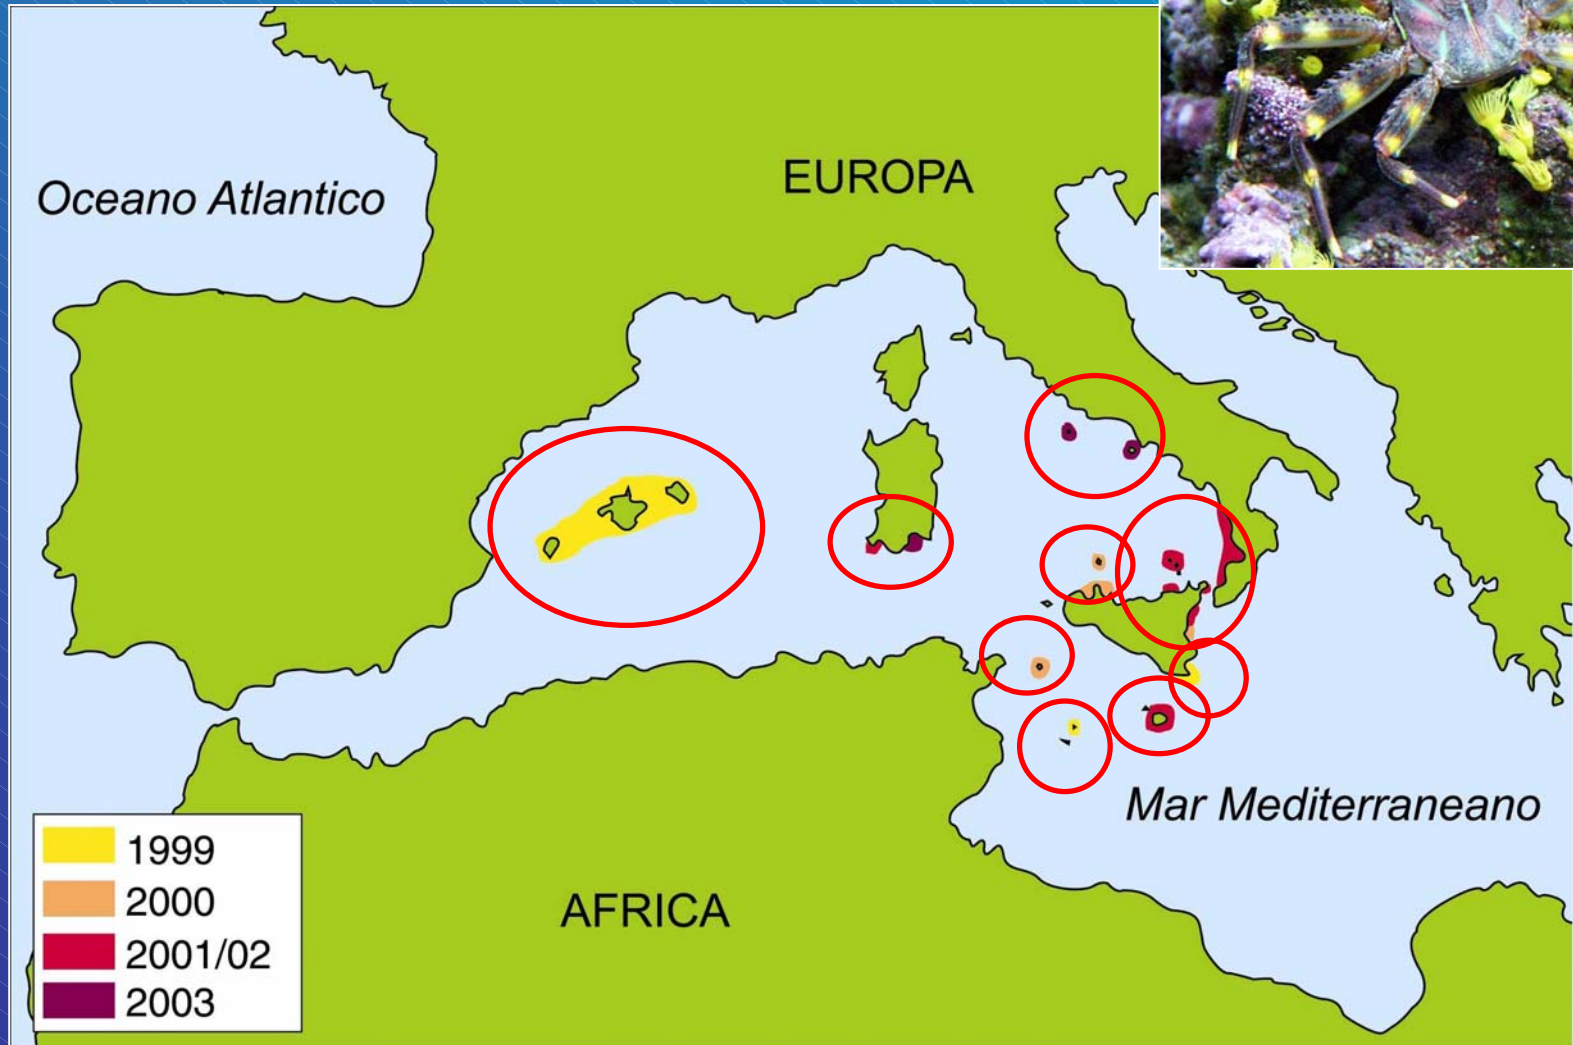 EUROPA
Oceano Atlantico
Mar Mediterraneano
AFRICA
1999
2000
2001/02
2003